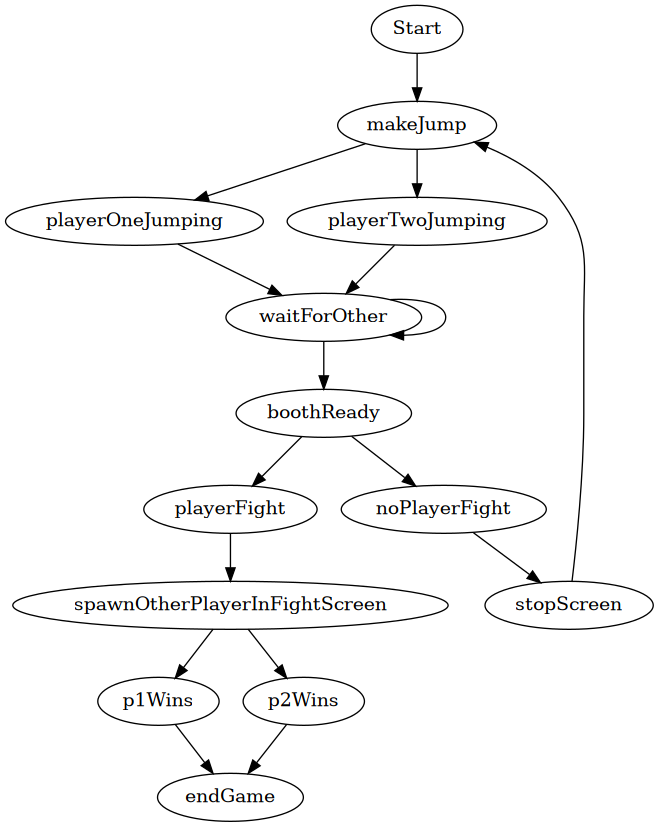 Start
makeJump
playerOneJumping
playerTwoJumping
waitForOther
boothReady
playerFight
noPlayerFight
spawnOtherPlayerInFightScreen
stopScreen
p1Wins
p2Wins
endGame